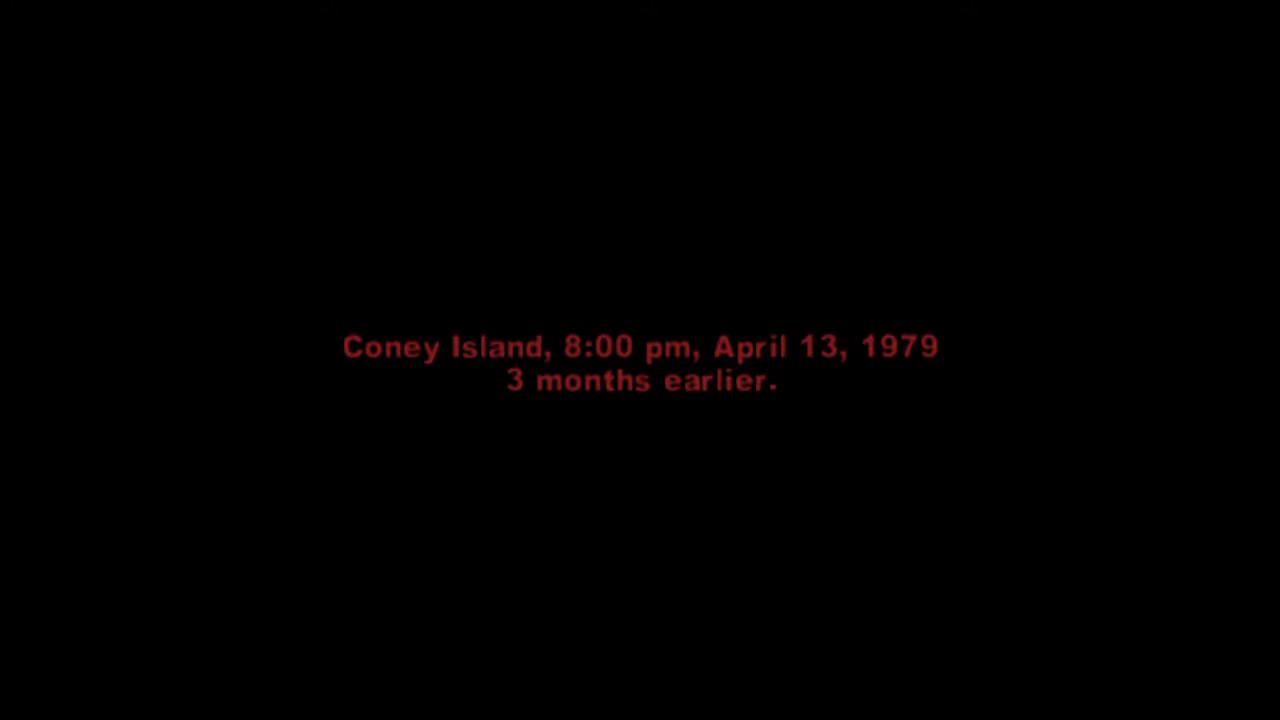 Coney Island, 8:00 pm, April 13, 1979
3 months earlier.